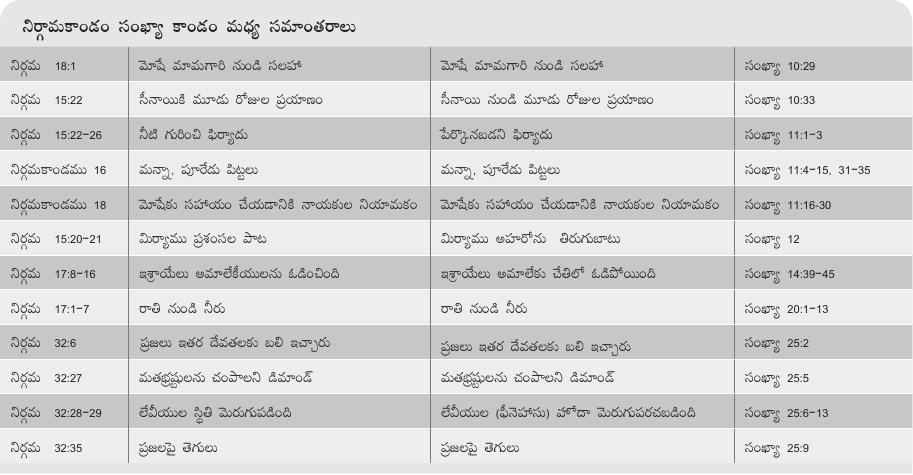 నిర్గామకాండం సంఖ్యా కాండం మధ్య సమాంతరాలు
నిర్గమ 18:1 మోషే మామగారి నుండి సలహా మోషే మామగారి నుండి సలహా సంఖ్యా 10:29
నిర్గమ 15:22 సీనాయికి మూడు రోజుల ప్రయాణం సీనాయి నుండి మూడు రోజుల ప్రయాణం సంఖ్యా 10:33
నిర్గమ 15:22–26 నీటి గురించి ఫిర్యాదు పేర్కొనబడని ఫిర్యాదు సంఖ్యా 11:1–3
నిర్గమకాండము 16 మన్నా, పూరేడు పిట్టలు మన్నా, పూరేడు పిట్టలు సంఖ్యా 11:4–15, 31–35
నిర్గమకాండము 18 మోషేకు సహాయం చేయడానికి నాయకుల నియామకం మోషేకు సహాయం చేయడానికి నాయకుల నియామకం సంఖ్యా 11:16-30
నిర్గమ 15:20–21 మిర్యాము ప్రశంసల పాట మిర్యాము అహరోను తిరుగుబాటు సంఖ్యా 12
నిర్గమ 17:8–16 ఇశ్రాయేలు అమాలేకీయులను ఓడించింది ఇశ్రాయేలు అమాలేకు చేతిలో ఓడిపోయింది సంఖ్యా 14:39–45
నిర్గమ 17:1–7 రాతి నుండి నీరు రాతి నుండి నీరు సంఖ్యా 20:1–13
నిర్గమ 32:6 ప్రజలు ఇతర దేవతలకు బలి ఇచ్చారు ప్రజలు ఇతర దేవతలకు బలి ఇచ్చారు సంఖ్యా 25:2
నిర్గమ 32:27 మతభ్రష్టులను చంపాలని డిమాండ్ మతభ్రష్టులను చంపాలని డిమాండ్ సంఖ్యా 25:5
నిర్గమ 32:28–29 లేవీయుల స్థితి మెరుగుపడింది లేవీయుల (ఫీనెహాసు) హోదా మెరుగుపరచబడింది సంఖ్యా 25:6–13
నిర్గమ 32:35 ప్రజలపై తెగులు ప్రజలపై తెగులు సంఖ్యా 25:9